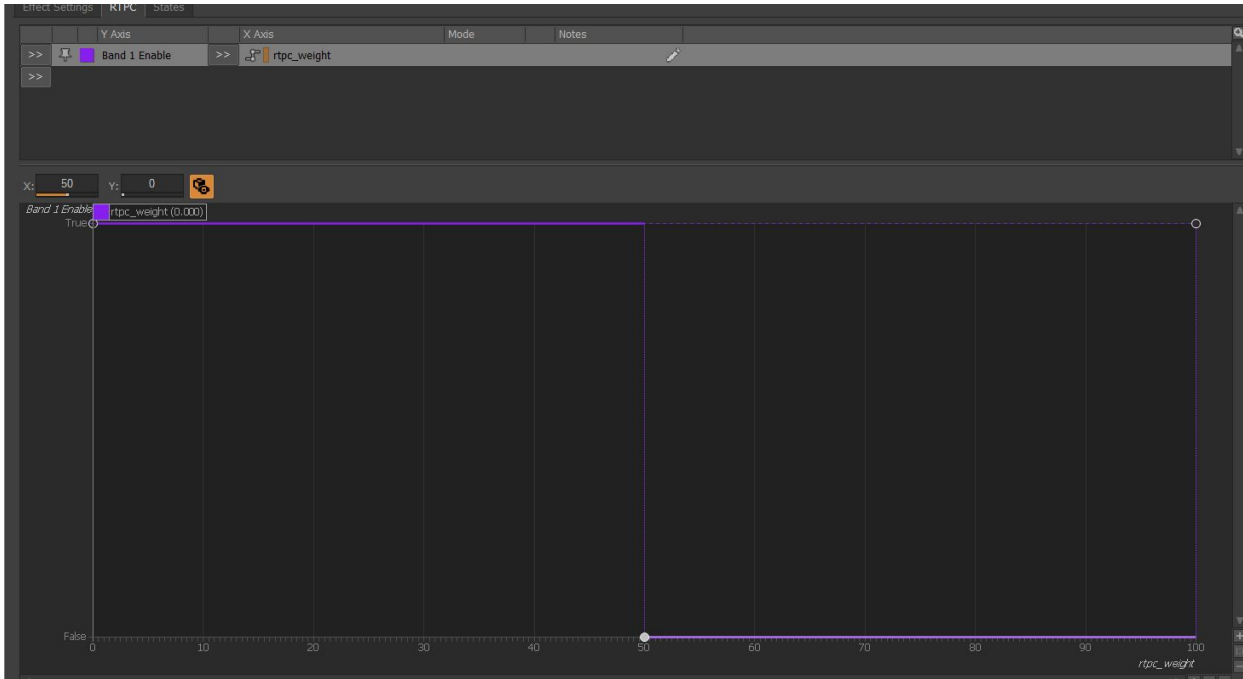 Effect Settings RTPC States
Y Axis X Axis Mode Notes
>> Band 1 Enable >> rtpc_weight
>>
X: 50 Y: 0
Band 1 Enable rtpc_weight (0.000)
True
False
0 10 20 30 40 50 60 70 80 90 100
rtpc_weight